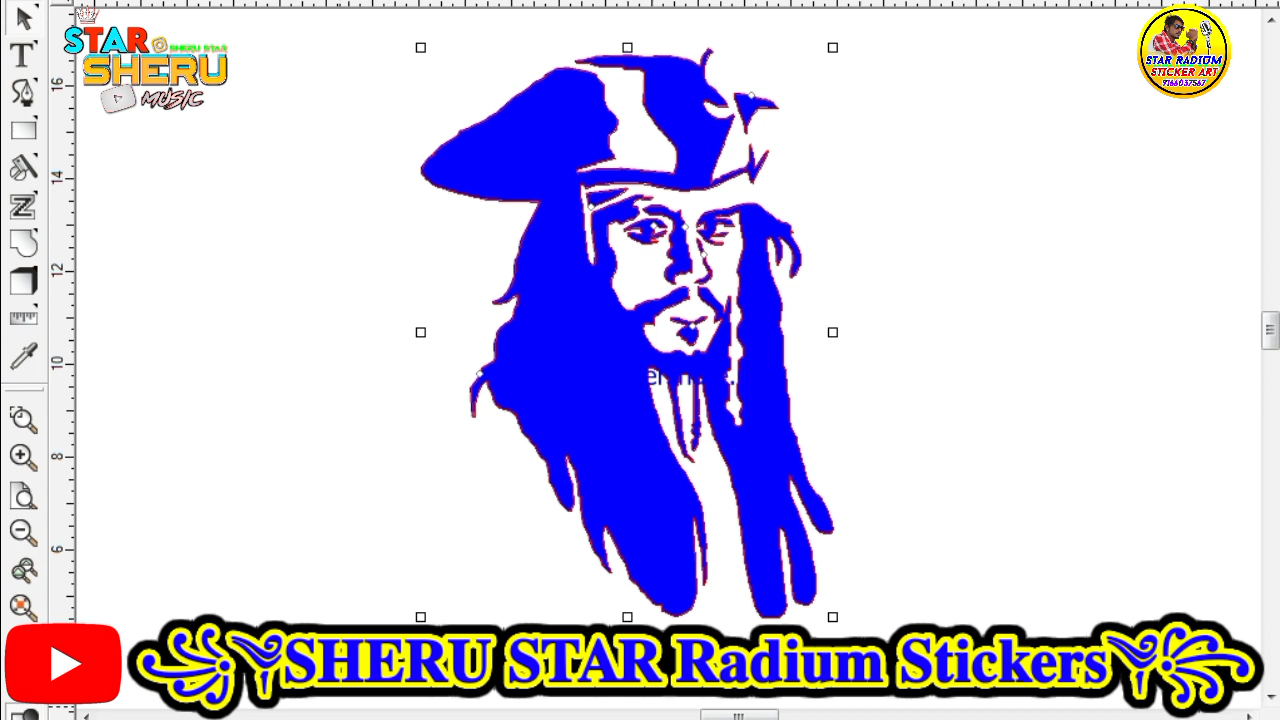 STAR
SHERU STAR
SHERU
MUSIC
STAR RADIUM
STICKER ART
9166037567
16
14
12
10
8
6
SHERU STAR Radium Stickers